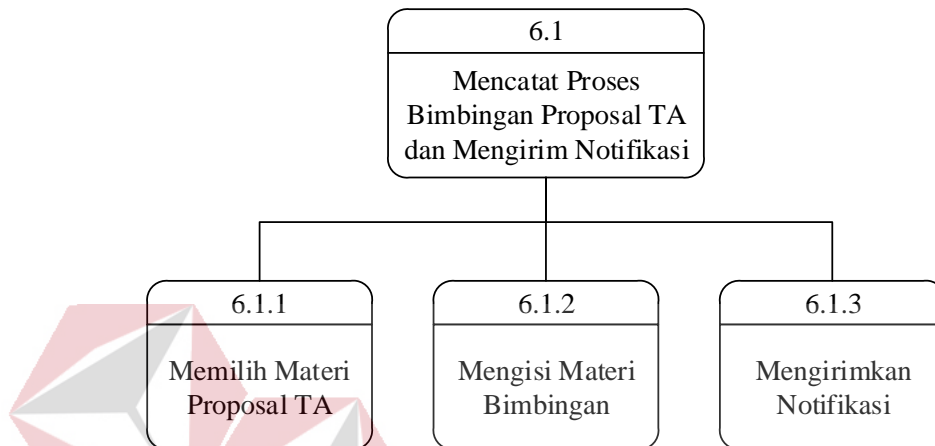 6.1
Mencatat Proses
Bimbingan Proposal TA
dan Mengirim Notifikasi
6.1.1
Memilih Materi
Proposal TA
6.1.2
Mengisi Materi
Bimbingan
6.1.3
Mengirimkan
Notifikasi